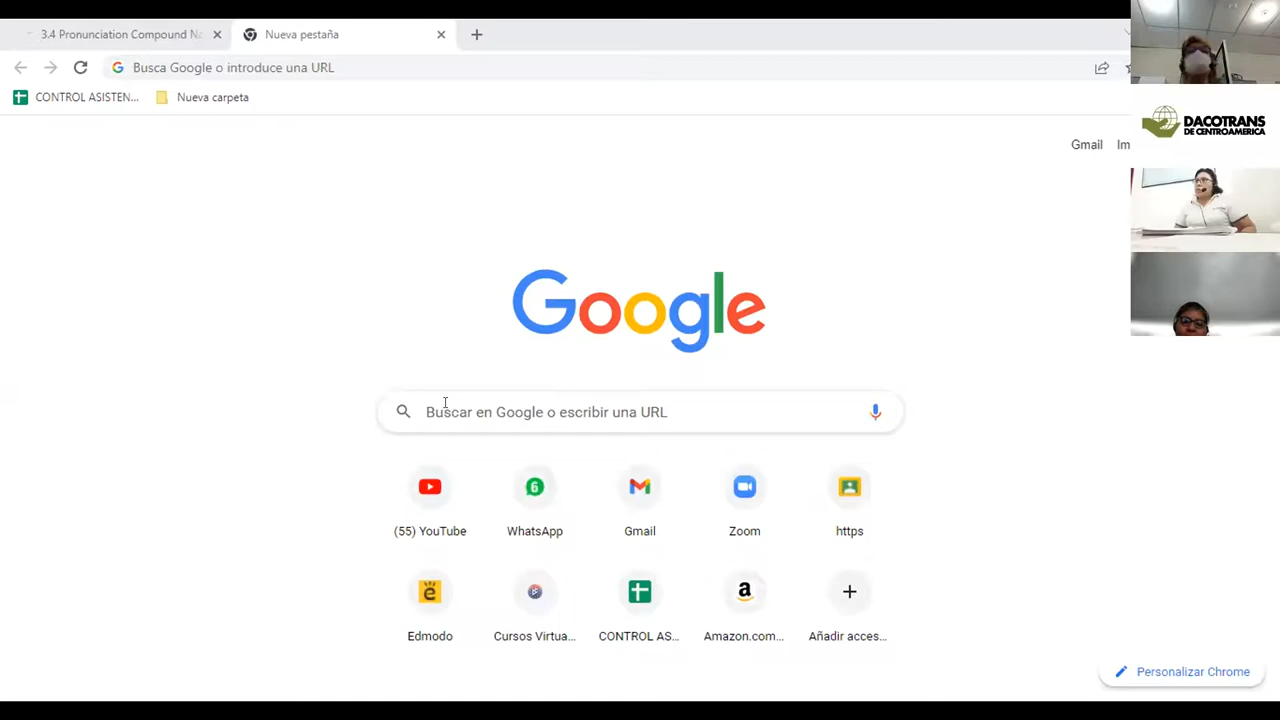 3.4 Pronunciation Compound Na
Nueva pestaña
Busca Google o introduce una URL
CONTROL ASISTEN...
Nueva carpeta
DACOTRANS
DE CENTROAMERICA
Gmail
Im
Google
Buscar en Google o escribir una URL
6
(55) YouTube
WhatsApp
Gmail
Zoom
https
Edmodo
Cursos Virtua...
CONTROL AS...
Amazon.com...
Añadir acces...
Personalizar Chrome